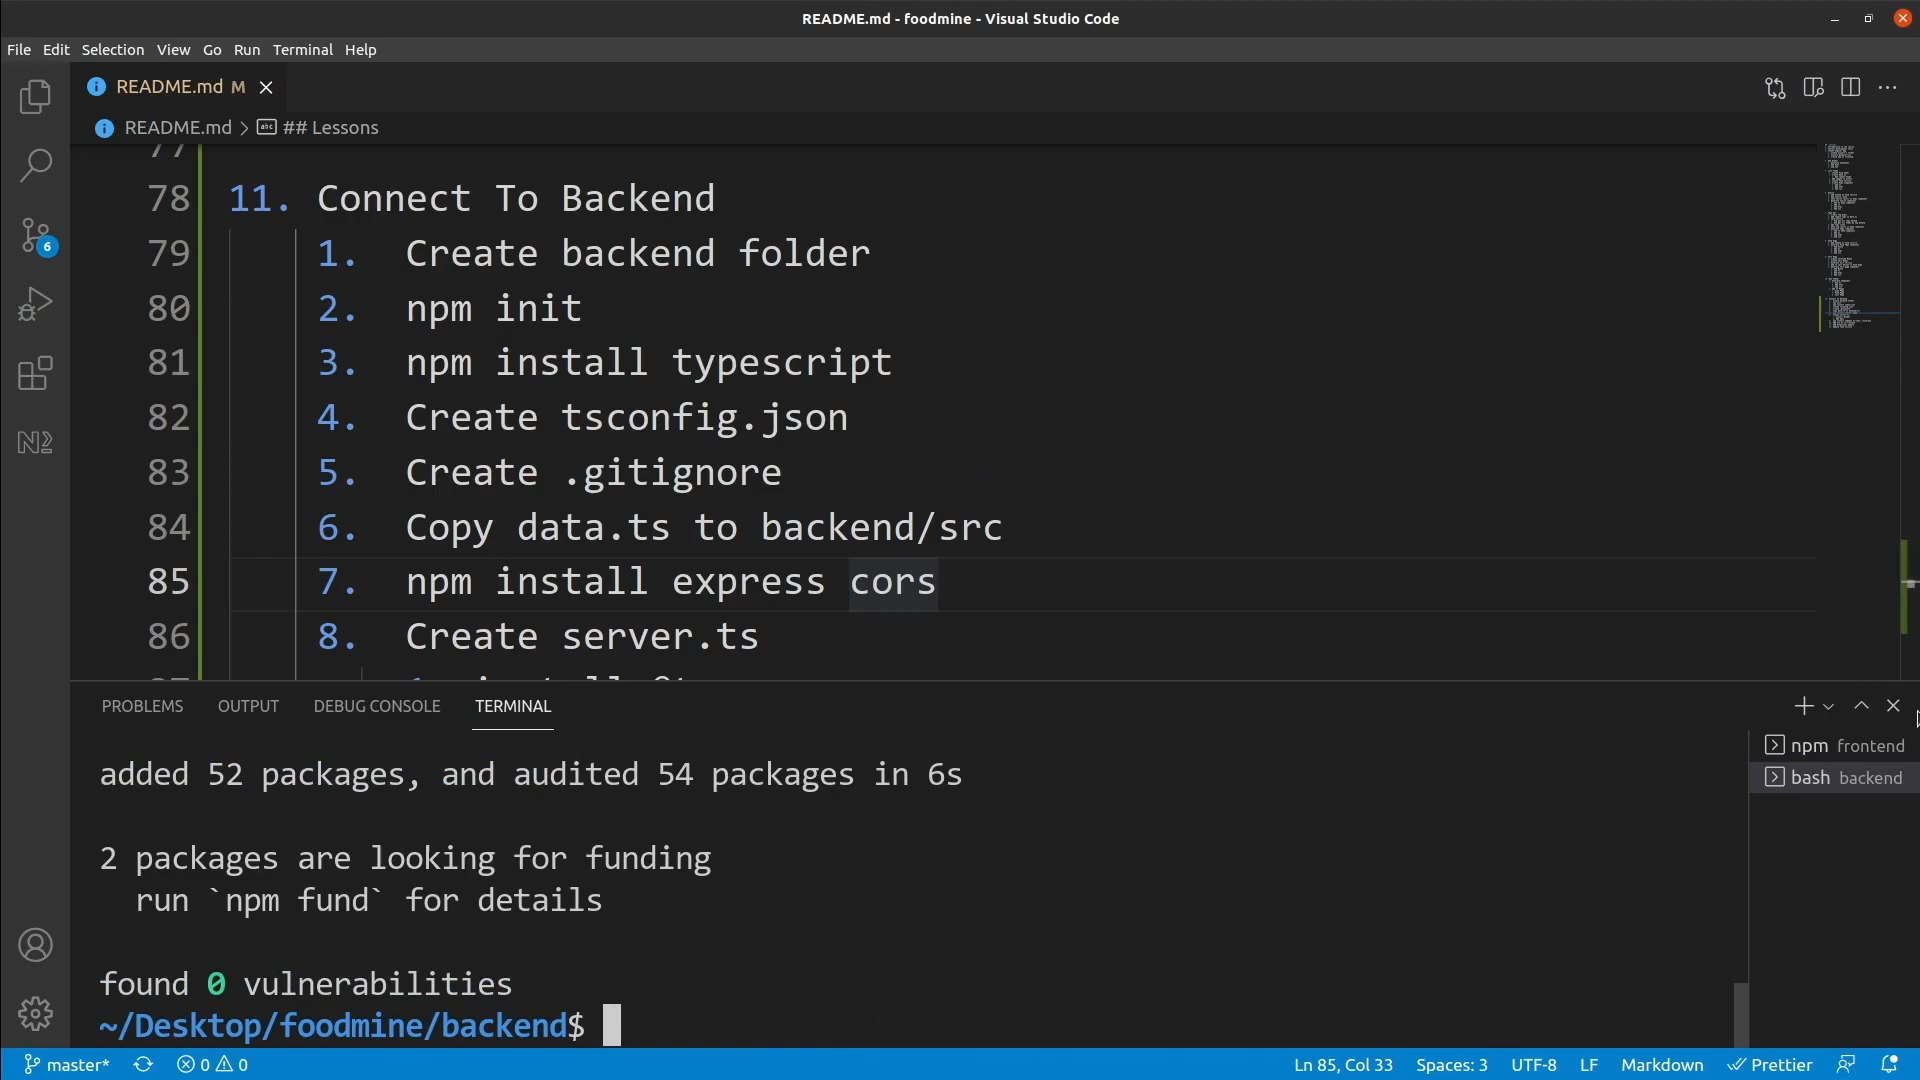 README.md - foodmine - Visual Studio Code
File Edit Selection View Go Run Terminal Help
README.md M
README.md > ## Lessons
77
78 11. Connect To Backend
79 1. Create backend folder
80 2. npm init
81 3. npm install typescript
82 4. Create tsconfig.json
83 5. Create .gitignore
84 6. Copy data.ts to backend/src
85 7. npm install express cors
86 8. Create server.ts
6
PROBLEMS OUTPUT DEBUG CONSOLE TERMINAL
npm frontend
bash backend
added 52 packages, and audited 54 packages in 6s
2 packages are looking for funding
run `npm fund` for details
found 0 vulnerabilities
~/Desktop/foodmine/backend$
master* 0 0 Ln 85, Col 33 Spaces: 3 UTF-8 LF Markdown Prettier